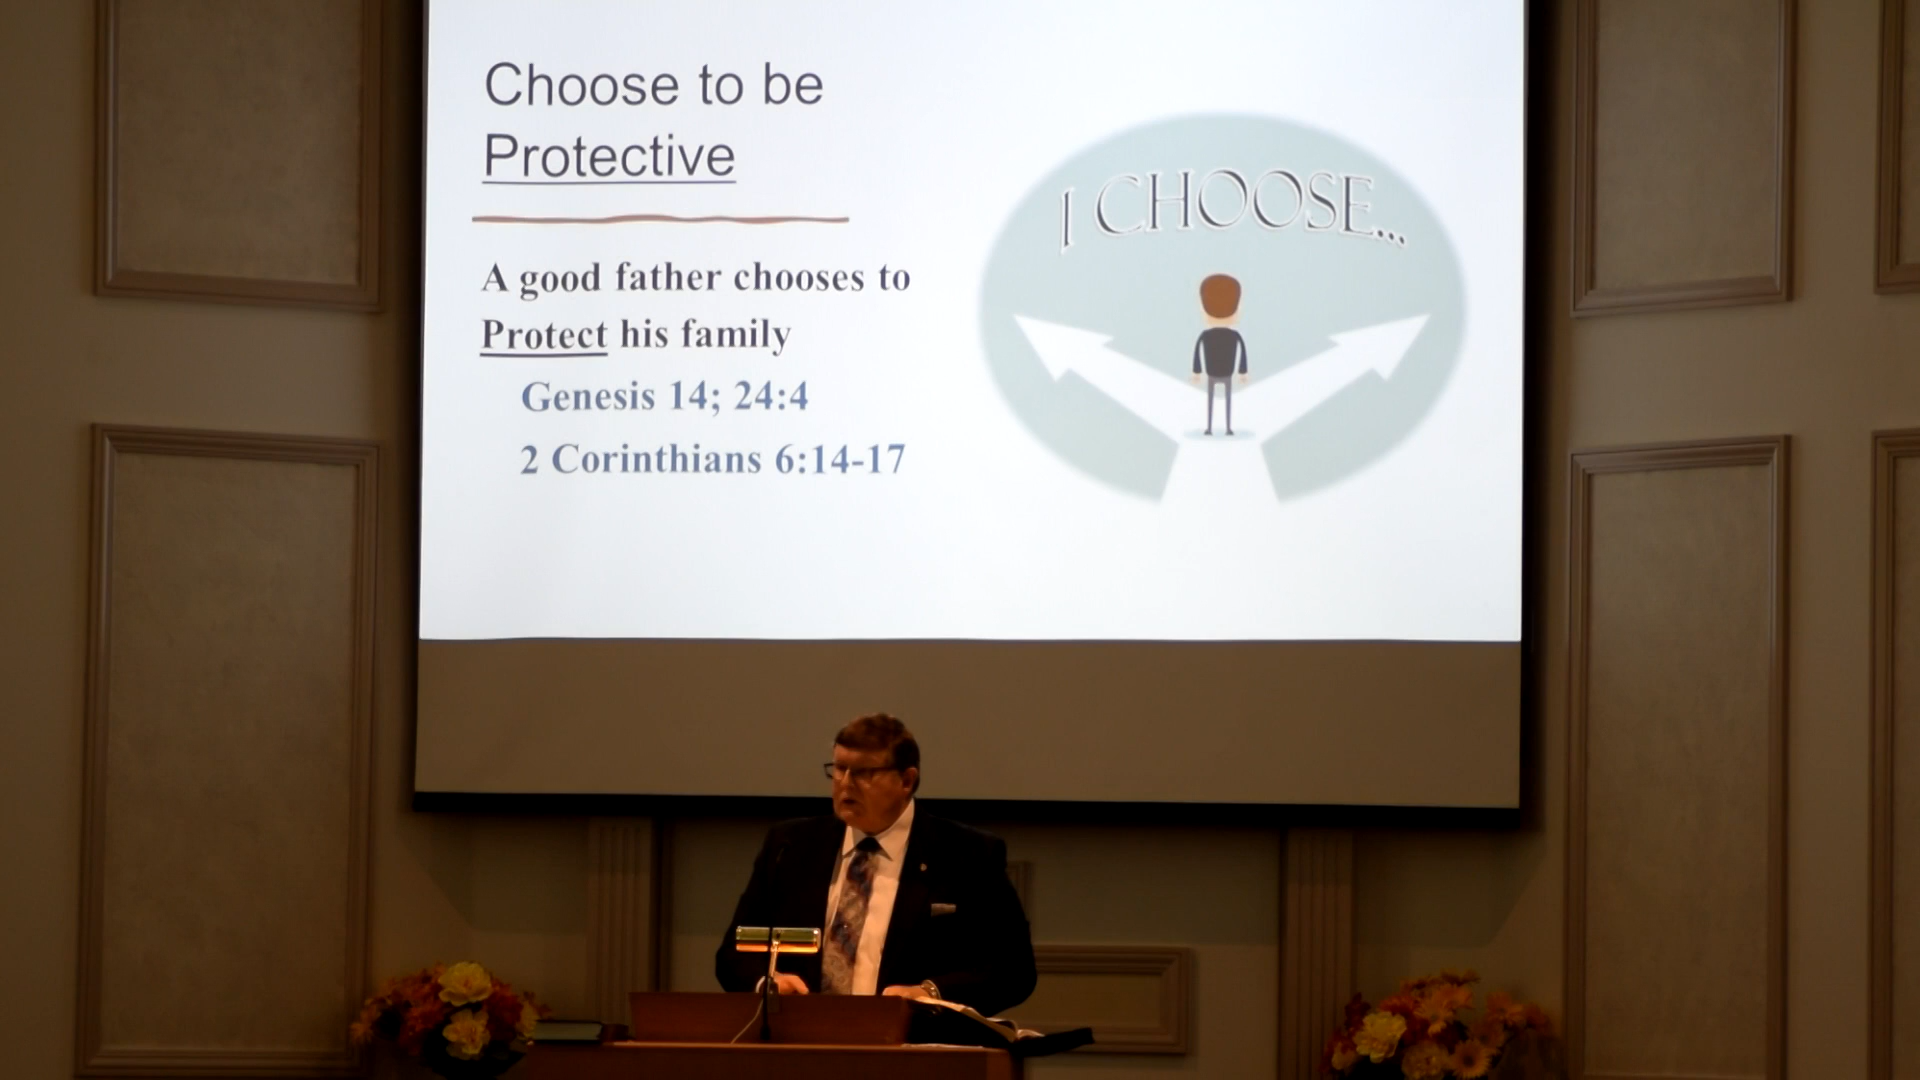 Choose to be
Protective
A good father chooses to
Protect his family
Genesis 14; 24:4
2 Corinthians 6:14-17
I CHOOSE...